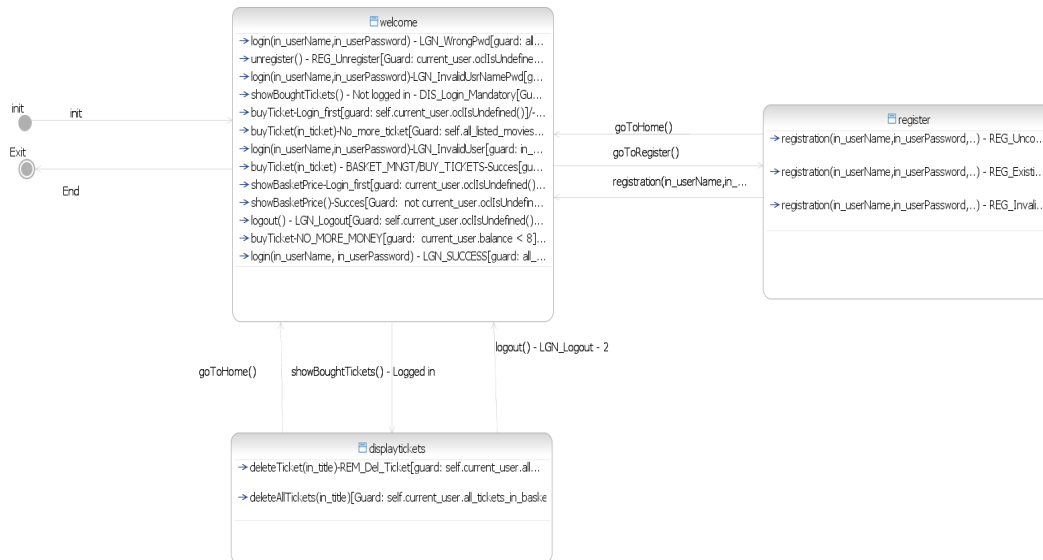 welcome
login(in_userName,in_userPassword) - LGN_WrongPwd[guard: all...
unregister() - REG_Unregister[Guard: current_user.oclIsUndefine...
login(in_userName,in_userPassword)-LGN_InvalidUsrNamePwd[g...
showBoughtTickets() - Not logged in - DIS_Login_Mandatory[Gu...
buyTicket-Login_first[guard: self.current_user.oclIsUndefined()]/-...
buyTicket(in_ticket)-No_more_ticket[Guard: self.all_listed_movies...
login(in_userName,in_userPassword)-LGN_InvalidUser[guard: in_...
buyTicket(in_ticket) - BASKET_MNGT/BUY_TICKETS-Succes[gu...
showBasketPrice-Login_first[guard: current_user.oclIsUndefined()...
showBasketPrice()-Succes[Guard: not current_user.oclIsUndefin...
logout() - LGN_Logout[Guard: self.current_user.oclIsUndefined()...
buyTicket-NO_MORE_MONEY[guard: current_user.balance < 8]...
login(in_userName, in_userPassword) - LGN_SUCCESS[guard: all_...
init
init
Exit
End
goToHome()
goToRegister()
registration(in_userName,in_...
register
registration(in_userName,in_userPassword,..) - REG_Unco...
registration(in_userName,in_userPassword,..) - REG_Existi...
registration(in_userName,in_userPassword,..) - REG_Invali...
goToHome()
showBoughtTickets() - Logged in
logout() - LGN_Logout - 2
displaytickets
deleteTicket(in_title)-REM_Del_Ticket[guard: self.current_user.all...
deleteAllTickets(in_title)[Guard: self.current_user.all_tickets_in_baske